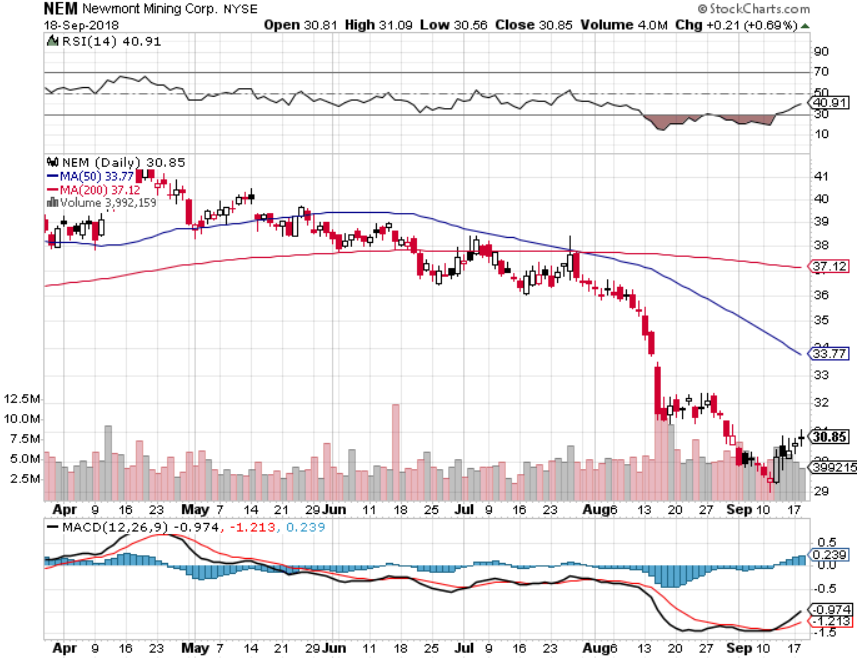 NEM Newmont Mining Corp. NYSE
© StockCharts.com
18-Sep-2018
Open 30.81 High 31.09 Low 30.56 Close 30.85 Volume 4.0M Chg +0.21 (+0.69%)
RSI(14) 40.91
90
70
50
40.91
30
10
NEM (Daily) 30.85
MA(50) 33.77
MA(200) 37.12
Volume 3,992,159
41
40
39
38
37.12
36
35
33.77
33
32
30.85
399215
29
12.5M
10.0M
7.5M
5.0M
2.5M
Apr 9 16 23 May 7 14 21 29 Jun 11 18 25 Jul 9 16 23 Aug 6 13 20 27 Sep 10 17
MACD(12,26,9) -0.974, -1.213, 0.239
0.5
0.239
0.0
-0.5
-0.974
-1.213
-1.5
Apr 9 16 23 May 7 14 21 29 Jun 11 18 25 Jul 9 16 23 Aug 6 13 20 27 Sep 10 17